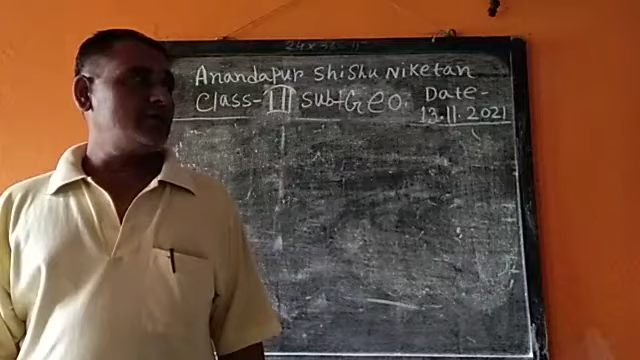 Anandapur Shishu Niketan
Class- III Sub-Geo. Date-
13.11.2021